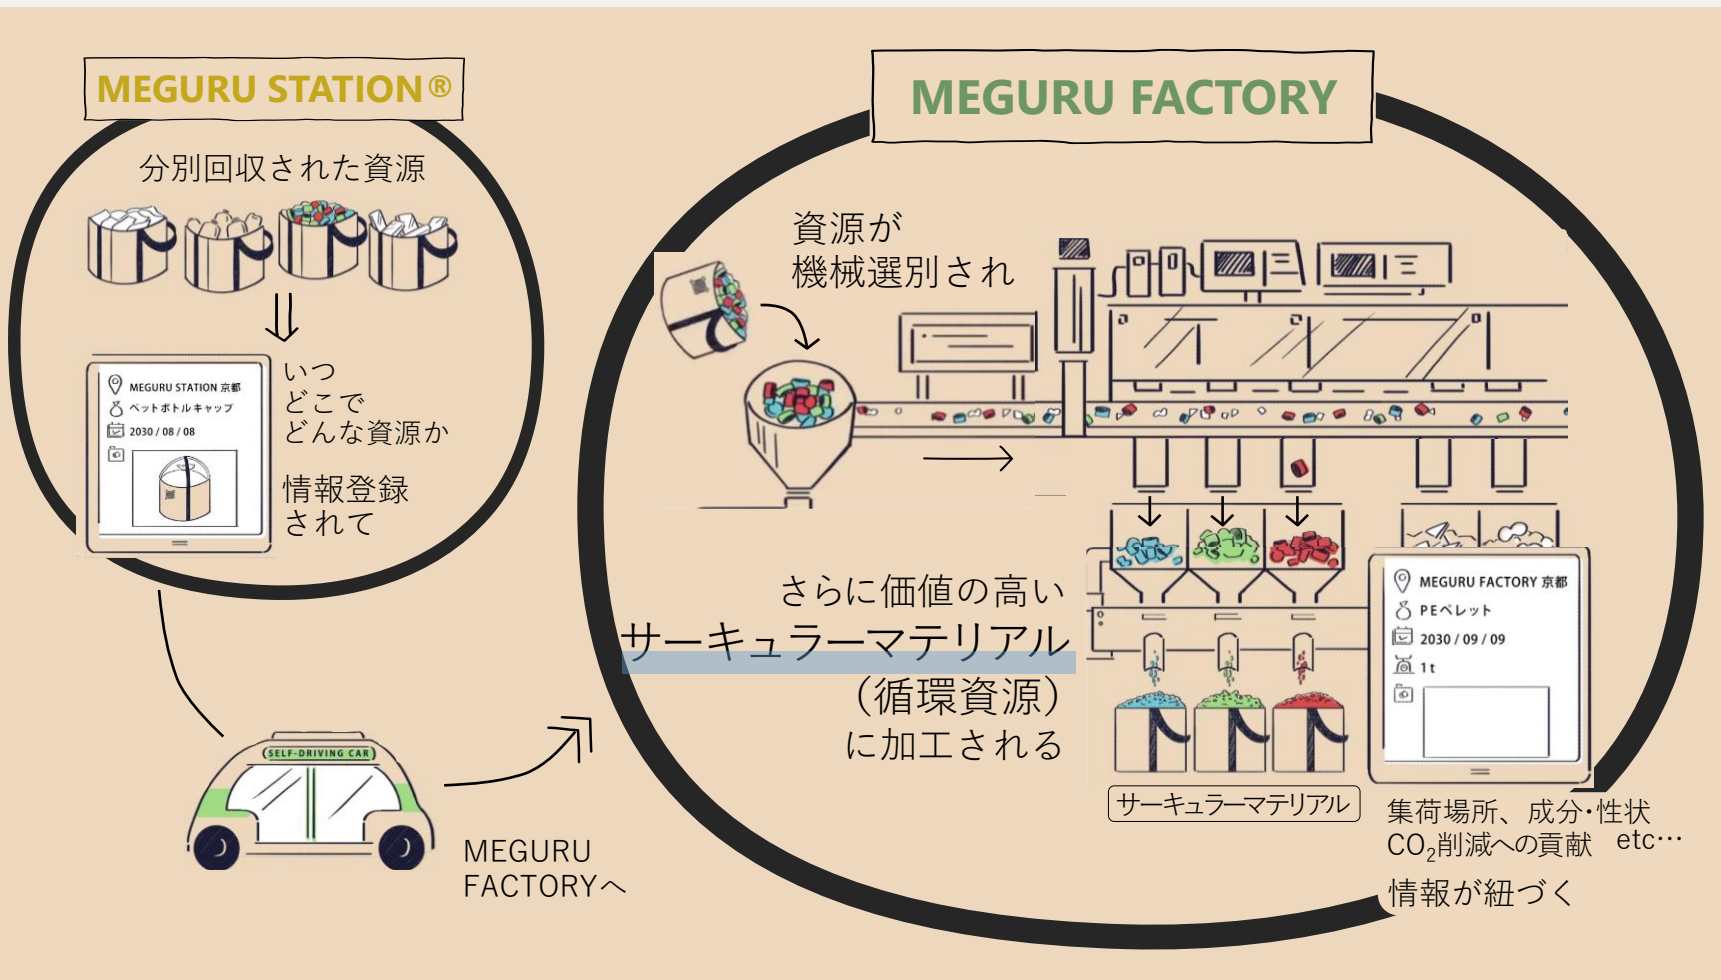 MEGURU STATION®
分別回収された資源
MEGURU STATION 京都
ペットボトルキャップ
2030 / 08 / 08
いつ
どこで
どんな資源か
情報登録
されて
SELF-DRIVING CAR
MEGURU
FACTORYへ
MEGURU FACTORY
資源が
機械選別され
さらに価値の高い
サーキュラーマテリアル
（循環資源）
に加工される
サーキュラーマテリアル
MEGURU FACTORY 京都
PEペレット
2030 / 09 / 09
1t
集荷場所、成分・性状
CO₂削減への貢献 etc…
情報が紐づく